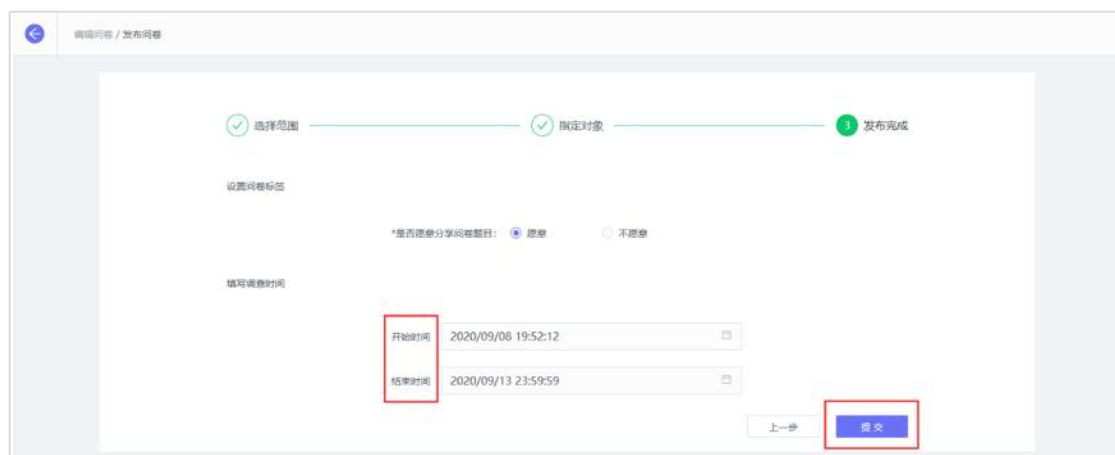 编辑问卷 / 发布问卷
选择范围
指定对象
3 发布完成
设置问卷标签
*是否愿意分享问卷题目: 愿意 不愿意
填写调查时间
开始时间 2020/09/08 19:52:12
结束时间 2020/09/13 23:59:59
上一步 提交